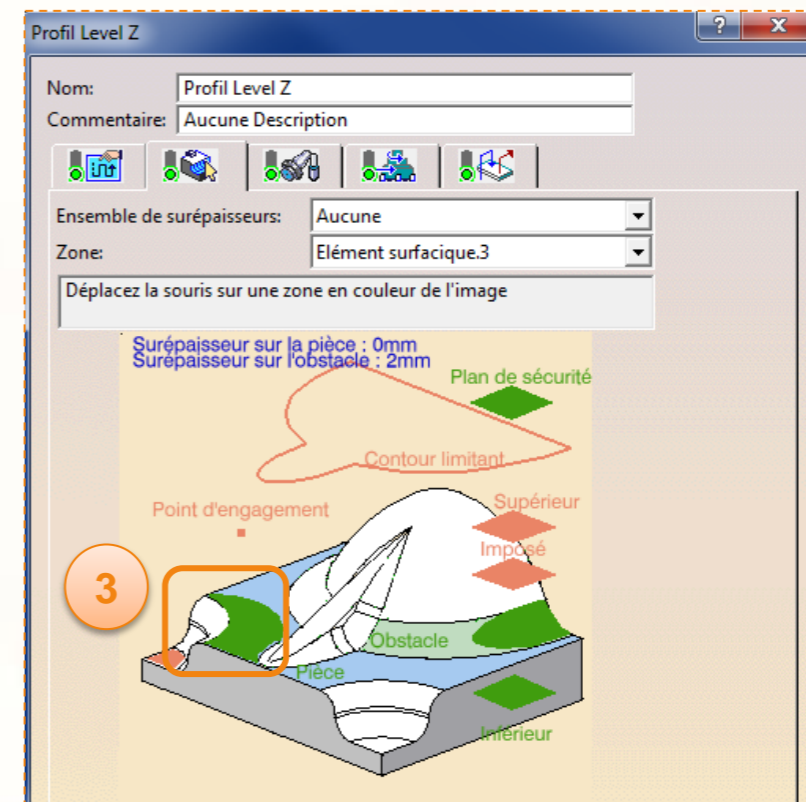 Profil Level Z
?
X
Nom: Profil Level Z
Commentaire: Aucune Description
Ensemble de surépaisseurs: Aucune
Zone: Elément surfacique.3
Déplacez la souris sur une zone en couleur de l'image
Surépaisseur sur la pièce : 0mm
Surépaisseur sur l'obstacle : 2mm
Plan de sécurité
Contour limitant
Point d'engagement
Supérieur
Imposé
3
Obstacle
Pièce
Inférieur